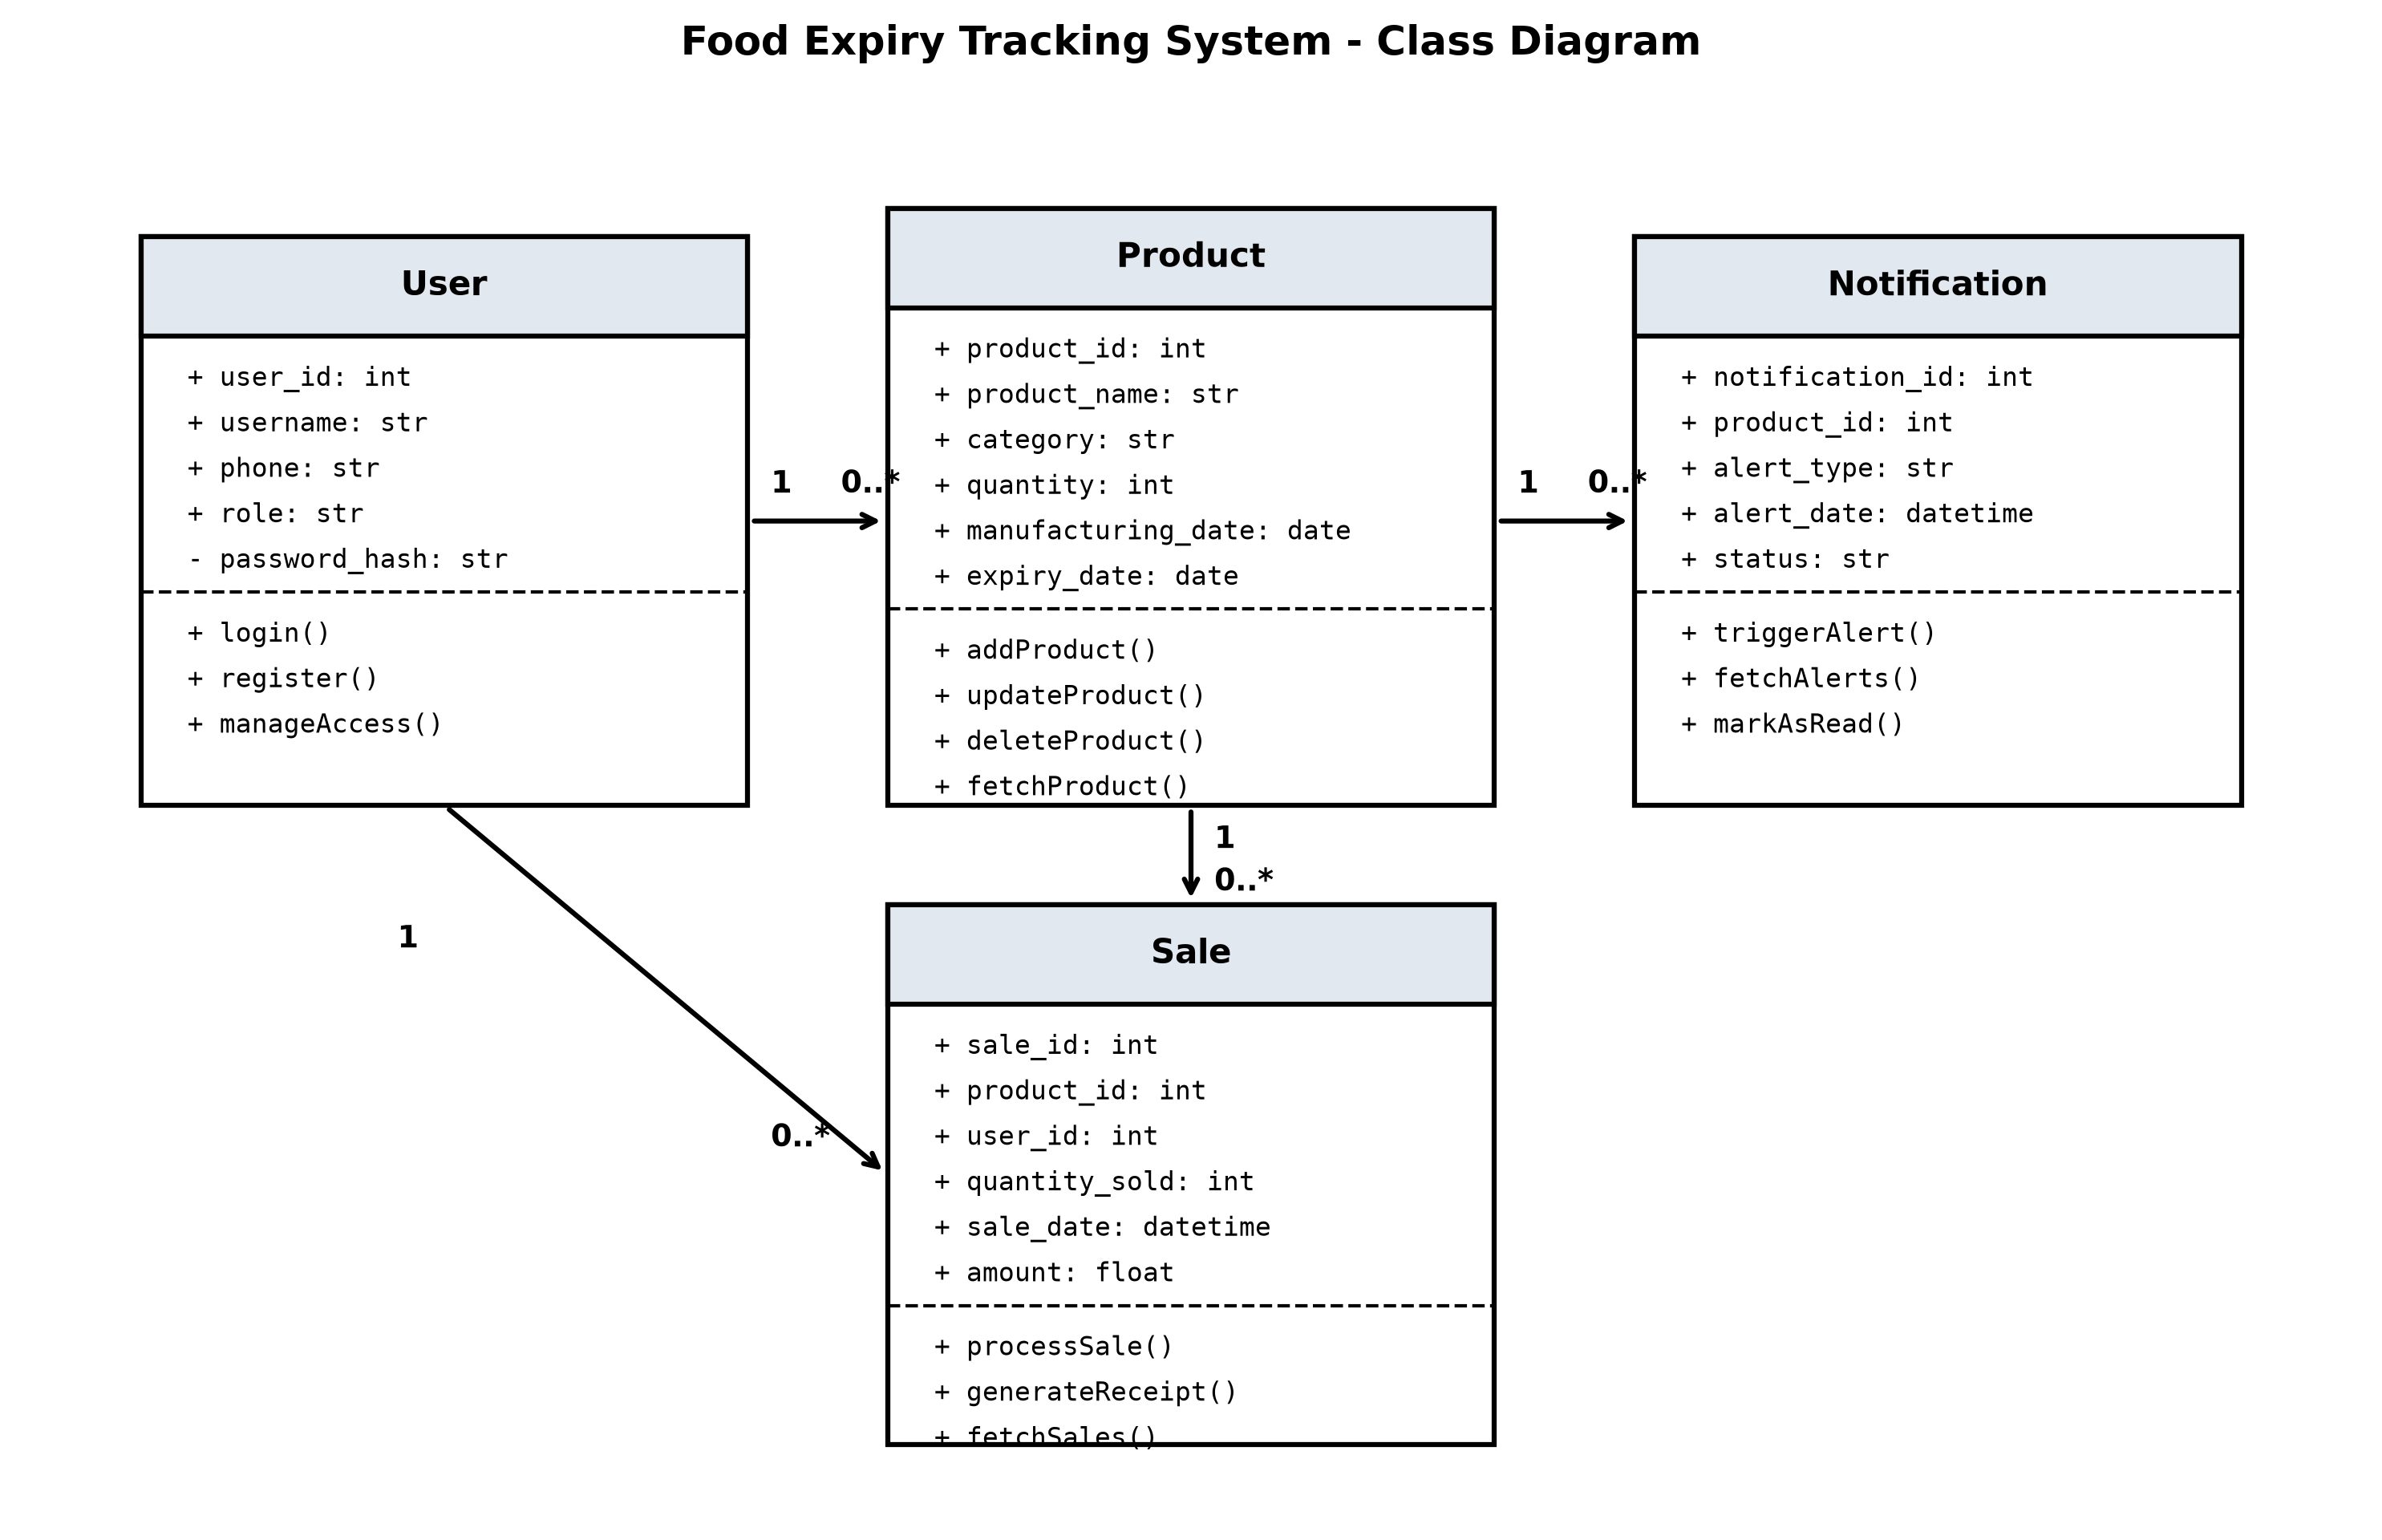 Food Expiry Tracking System - Class Diagram
User
+ user_id: int
+ username: str
+ phone: str
+ role: str
- password_hash: str
+ login()
+ register()
+ manageAccess()
1
0..*
Product
+ product_id: int
+ product_name: str
+ category: str
+ quantity: int
+ manufacturing_date: date
+ expiry_date: date
+ addProduct()
+ updateProduct()
+ deleteProduct()
+ fetchProduct()
1
0..*
Notification
+ notification_id: int
+ product_id: int
+ alert_type: str
+ alert_date: datetime
+ status: str
+ triggerAlert()
+ fetchAlerts()
+ markAsRead()
1
0..*
1
0..*
Sale
+ sale_id: int
+ product_id: int
+ user_id: int
+ quantity_sold: int
+ sale_date: datetime
+ amount: float
+ processSale()
+ generateReceipt()
+ fetchSales()